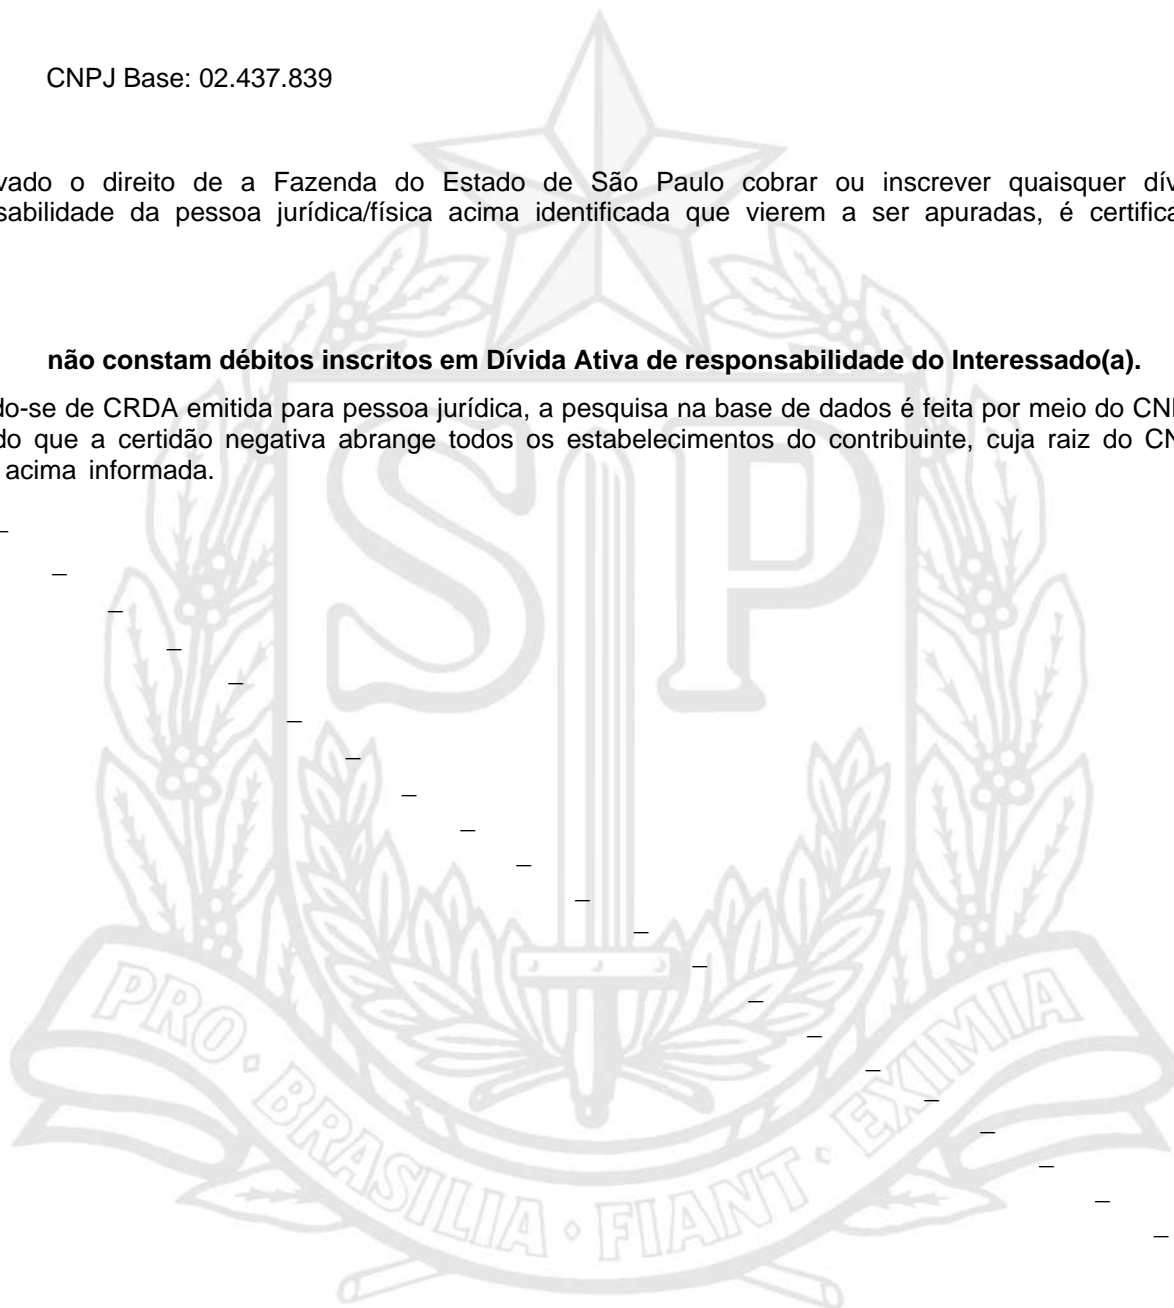 CNPJ Base: 02.437.839
vado o direito de a Fazenda do Estado de São Paulo cobrar ou inscrever quaisquer dív
sabilidade da pessoa jurídica/física acima identificada que vierem a ser apuradas, é certifica
não constam débitos inscritos em Dívida Ativa de responsabilidade do Interessado(a).
do-se de CRDA emitida para pessoa jurídica, a pesquisa na base de dados é feita por meio do CN
do que a certidão negativa abrange todos os estabelecimentos do contribuinte, cuja raiz do CN
acima informada.
SP
PRO · BRASILIA · FIANT · EXIMIA